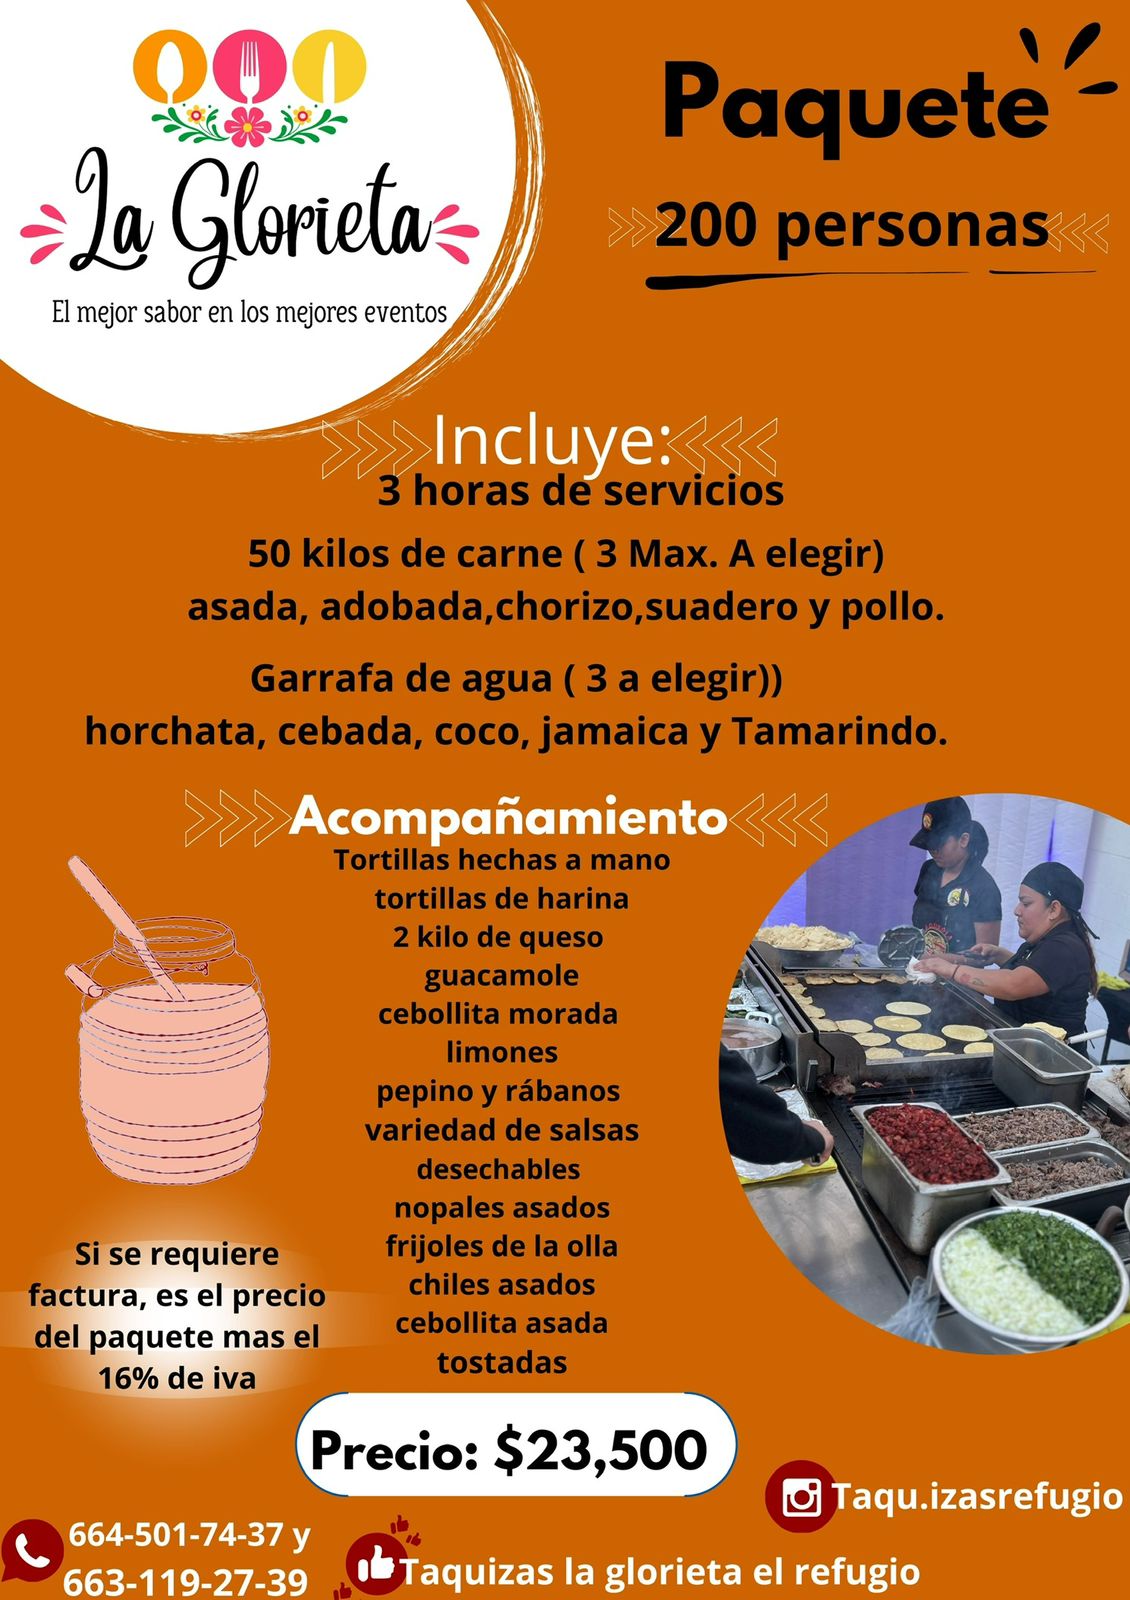 La Glorieta
El mejor sabor en los mejores eventos
Paquete
200 personas
Incluye:
3 horas de servicios
50 kilos de carne ( 3 Max. A elegir)
asada, adobada,chorizo,suadero y pollo.
Garrafa de agua ( 3 a elegir))
horchata, cebada, coco, jamaica y Tamarindo.
Acompañamiento
Tortillas hechas a mano
tortillas de harina
2 kilo de queso
guacamole
cebollita morada
limones
pepino y rábanos
variedad de salsas
desechables
nopales asados
frijoles de la olla
chiles asados
cebollita asada
tostadas
Si se requiere
factura, es el precio
del paquete mas el
16% de iva
Precio: $23,500
Taqu.izasrefugio
664-501-74-37 y
663-119-27-39
Taquizas la glorieta el refugio